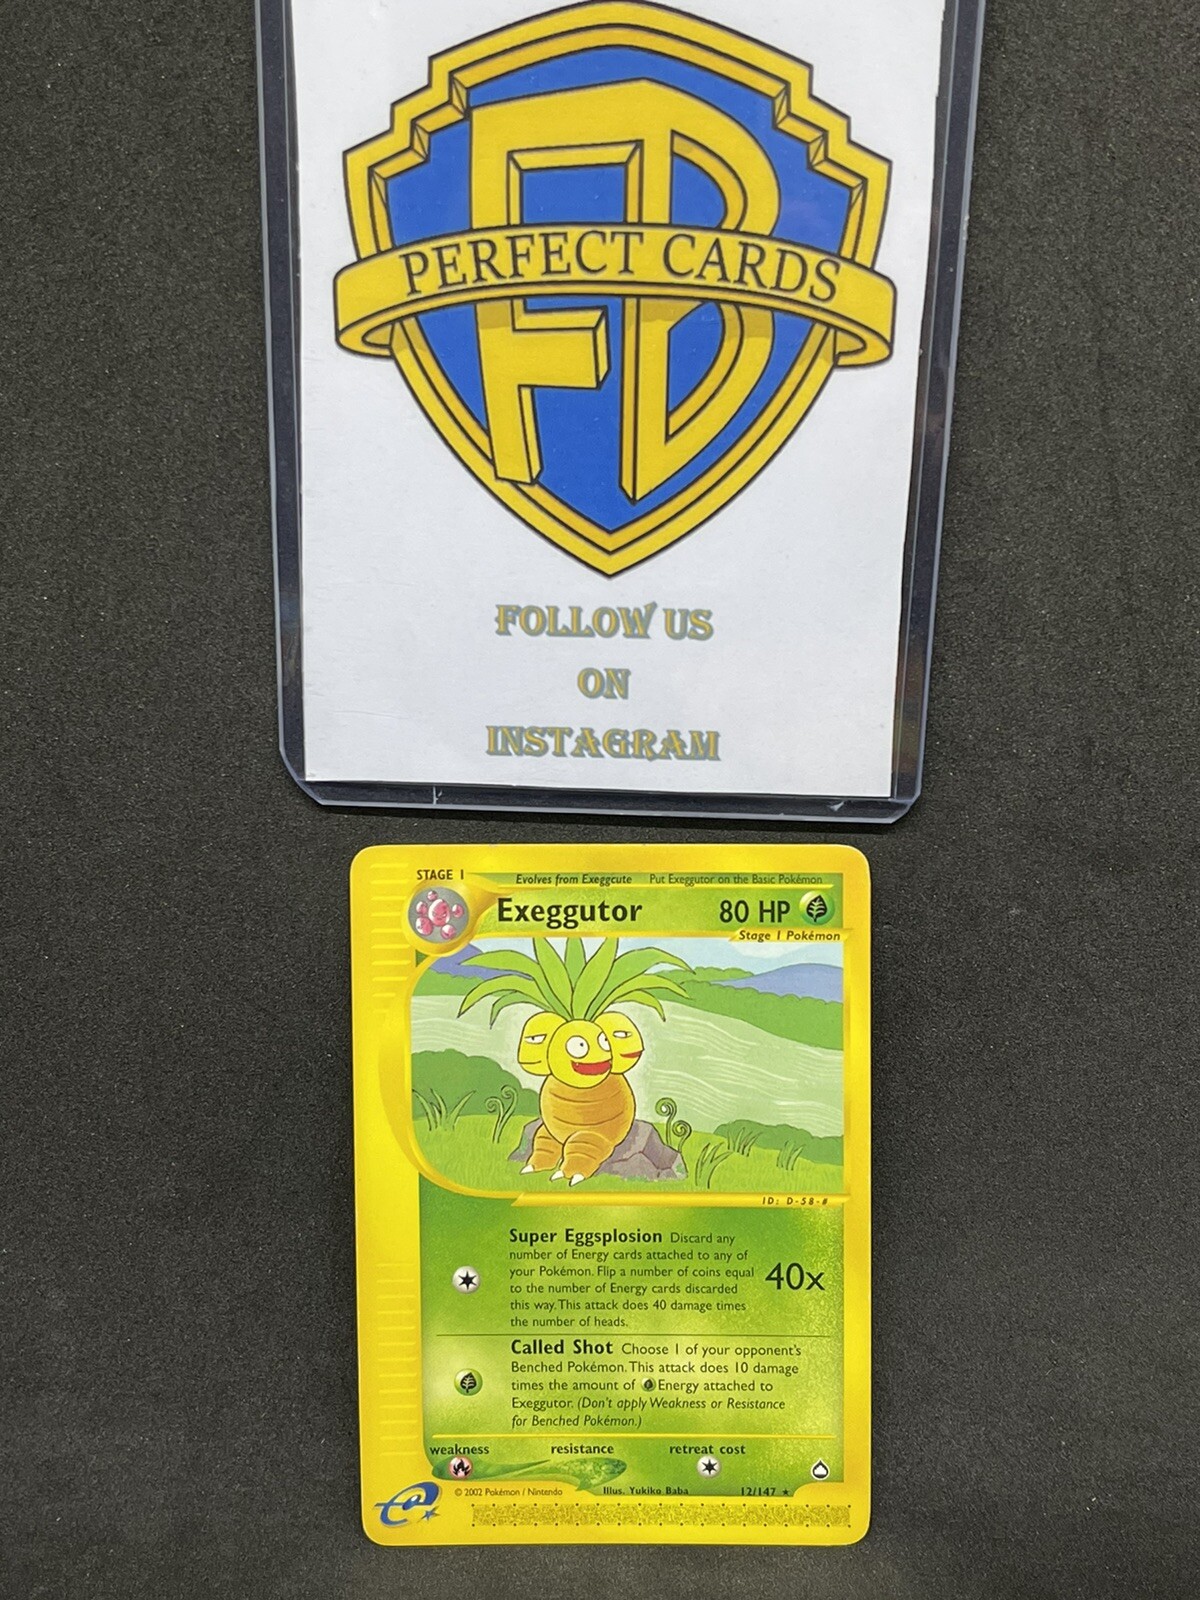 FB
PERFECT CARDS
FOLLOW US
ON
INSTAGRAM
STAGE 1
Evolves from Exeggcute
Put Exeggutor on the Basic Pokémon
Exeggutor
80 HP
Stage 1 Pokémon
ID: D-58-#
Super Eggsplosion Discard any
number of Energy cards attached to any of
your Pokémon. Flip a number of coins equal
to the number of Energy cards discarded
this way. This attack does 40 damage times
the number of heads.
40x
Called Shot Choose 1 of your opponent's
Benched Pokémon. This attack does 10 damage
times the amount of Energy attached to
Exeggutor. (Don't apply Weakness or Resistance
for Benched Pokémon.)
weakness
resistance
retreat cost
e
© 2002 Pokémon / Nintendo
Illus. Yukiko Baba
12/147 ★